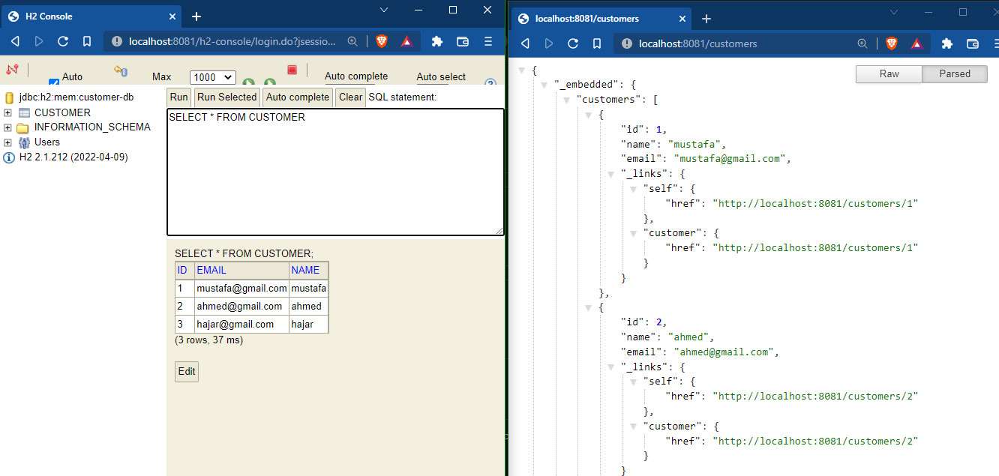 H2 Console
localhost:8081/h2-console/login.do?jsessio...
Auto
Max
1000
Auto complete
Auto select
jdbc:h2:mem:customer-db
CUSTOMER
INFORMATION_SCHEMA
Users
H2 2.1.212 (2022-04-09)
Run
Run Selected
Auto complete
Clear
SQL statement:
SELECT * FROM CUSTOMER
SELECT * FROM CUSTOMER;
ID EMAIL NAME
1 mustafa@gmail.com mustafa
2 ahmed@gmail.com ahmed
3 hajar@gmail.com hajar
(3 rows, 37 ms)
Edit
localhost:8081/customers
localhost:8081/customers
Raw
Parsed
{
"_embedded": {
"customers": [
{
"id": 1,
"name": "mustafa",
"email": "mustafa@gmail.com",
"_links": {
"self": {
"href": "http://localhost:8081/customers/1"
},
"customer": {
"href": "http://localhost:8081/customers/1"
}
}
},
{
"id": 2,
"name": "ahmed",
"email": "ahmed@gmail.com",
"_links": {
"self": {
"href": "http://localhost:8081/customers/2"
},
"customer": {
"href": "http://localhost:8081/customers/2"
}
}